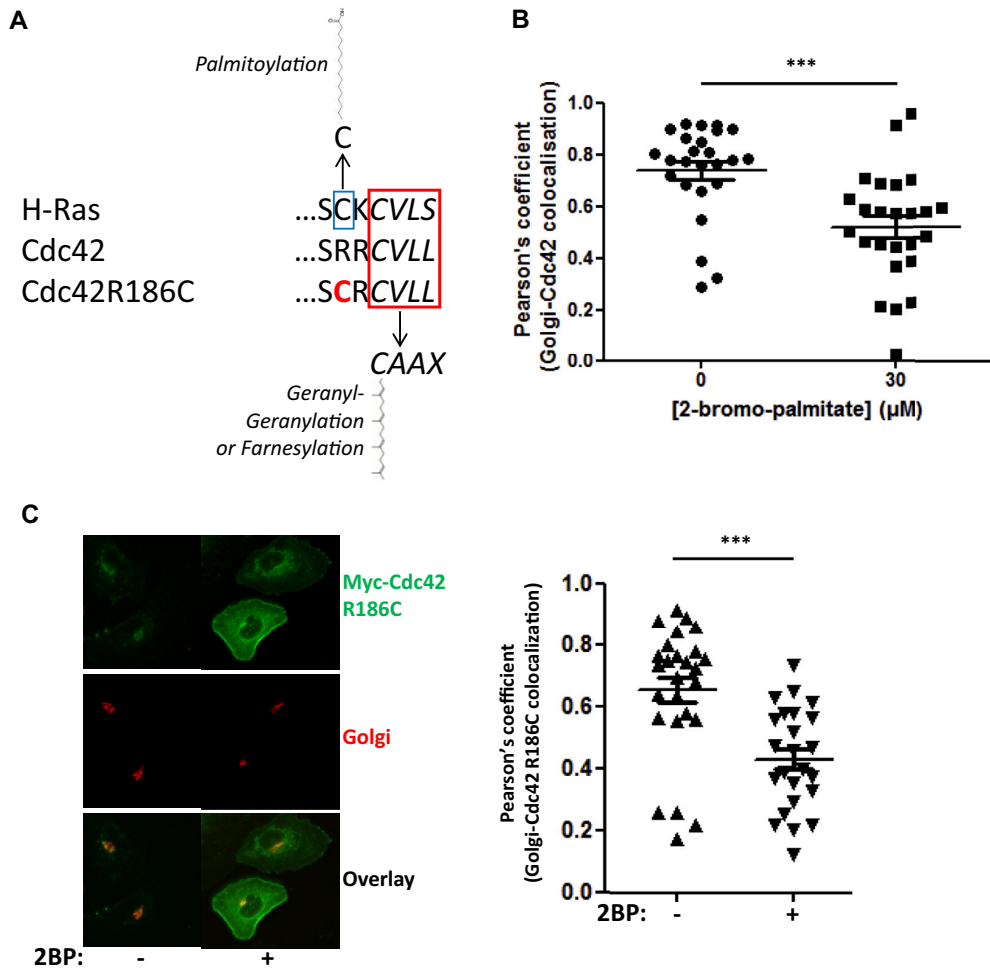 A
HO
O
Palmitoylation
C
H-Ras ...SCKCVLS
Cdc42 ...SRRCVLL
Cdc42R186C ...SCRCVLL
CAAX
Geranyl-
Geranylation
or Farnesylation
B
***
Pearson's coefficient
(Golgi-Cdc42 colocalisation)
1.0
0.8
0.6
0.4
0.2
0.0
0 30
[2-bromo-palmitate] (µM)
C
Myc-Cdc42
R186C
Golgi
Overlay
2BP: - +
***
Pearson's coefficient
(Golgi-Cdc42 R186C colocalization)
1.0
0.8
0.6
0.4
0.2
0.0
2BP: - +